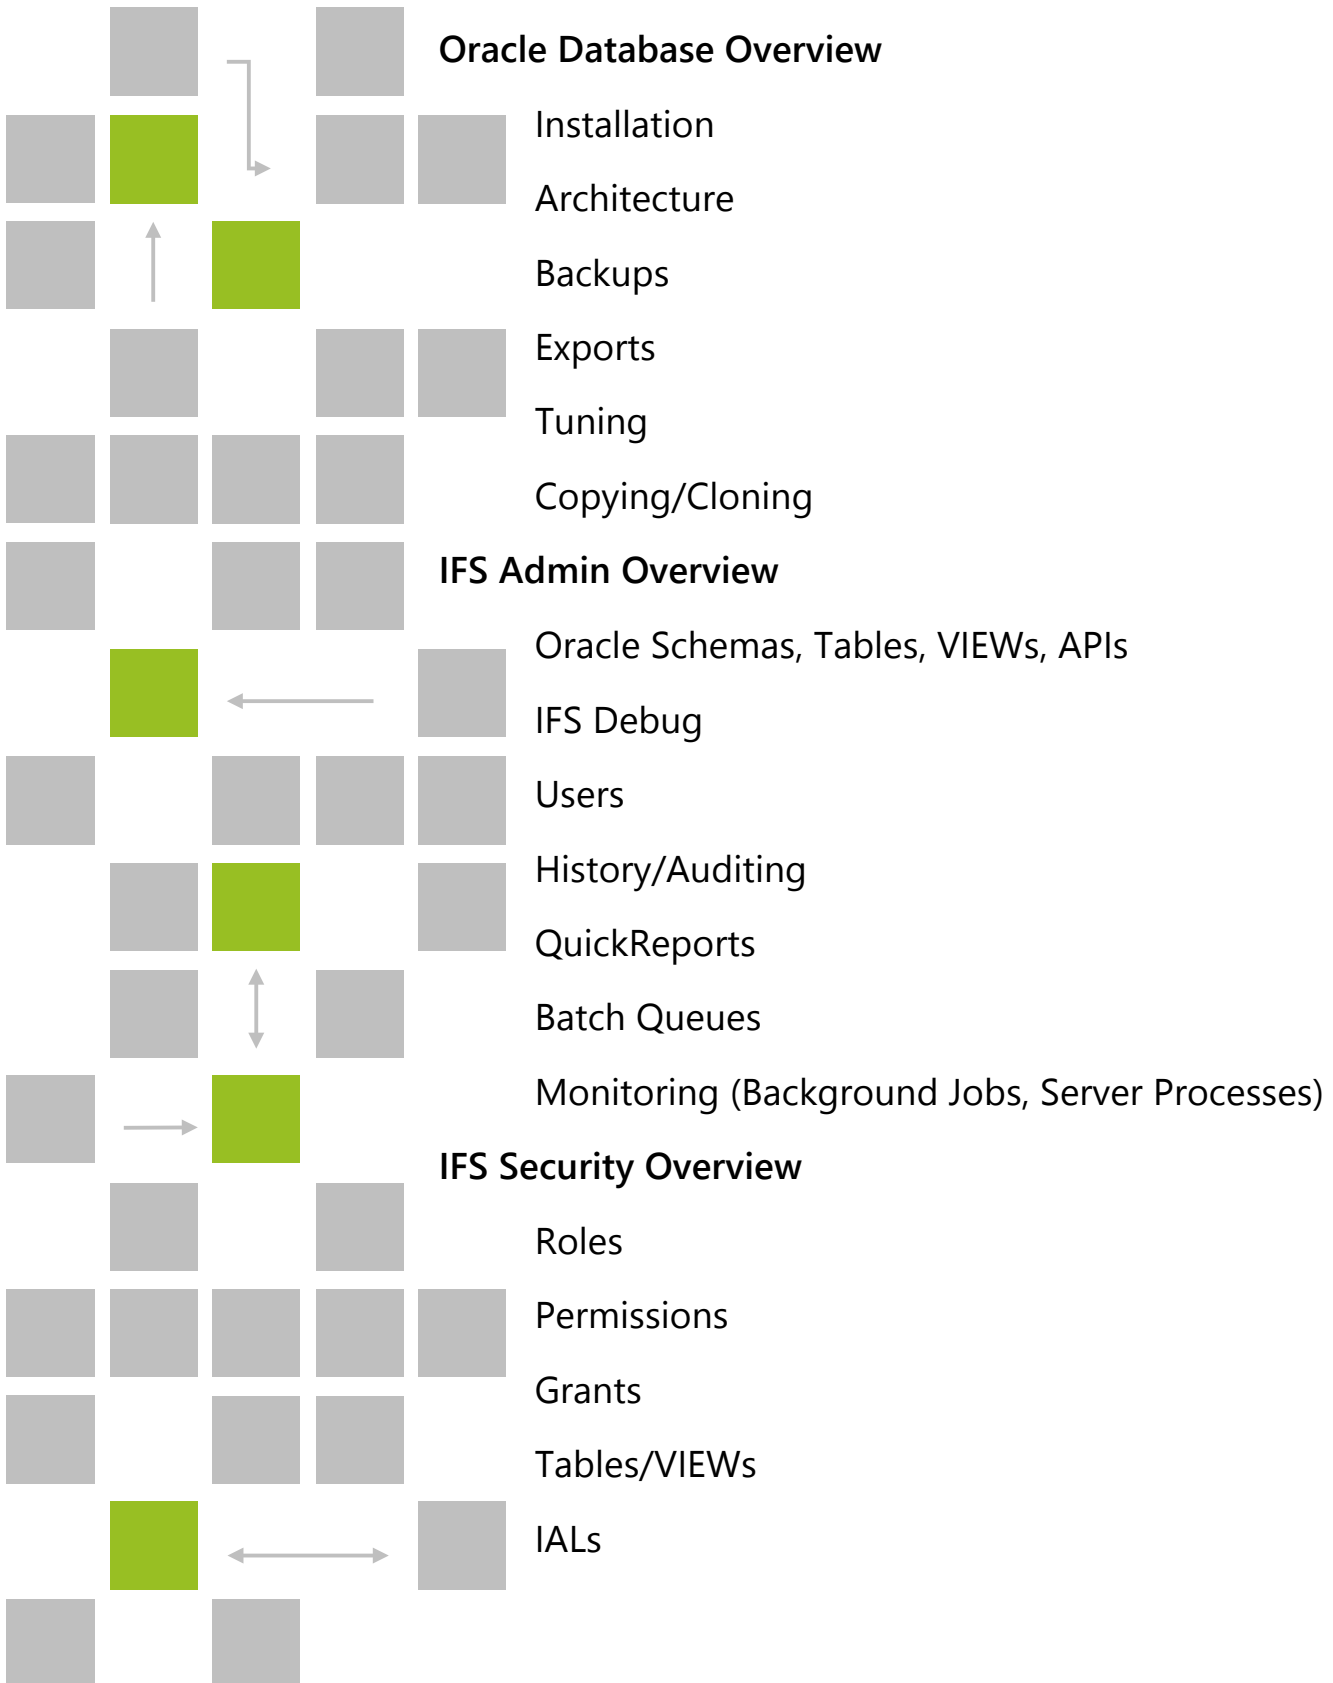 Oracle Database Overview
Installation
Architecture
Backups
Exports
Tuning
Copying/Cloning
IFS Admin Overview
Oracle Schemas, Tables, VIEWs, APIs
IFS Debug
Users
History/Auditing
QuickReports
Batch Queues
Monitoring (Background Jobs, Server Processes)
IFS Security Overview
Roles
Permissions
Grants
Tables/VIEWs
IALs